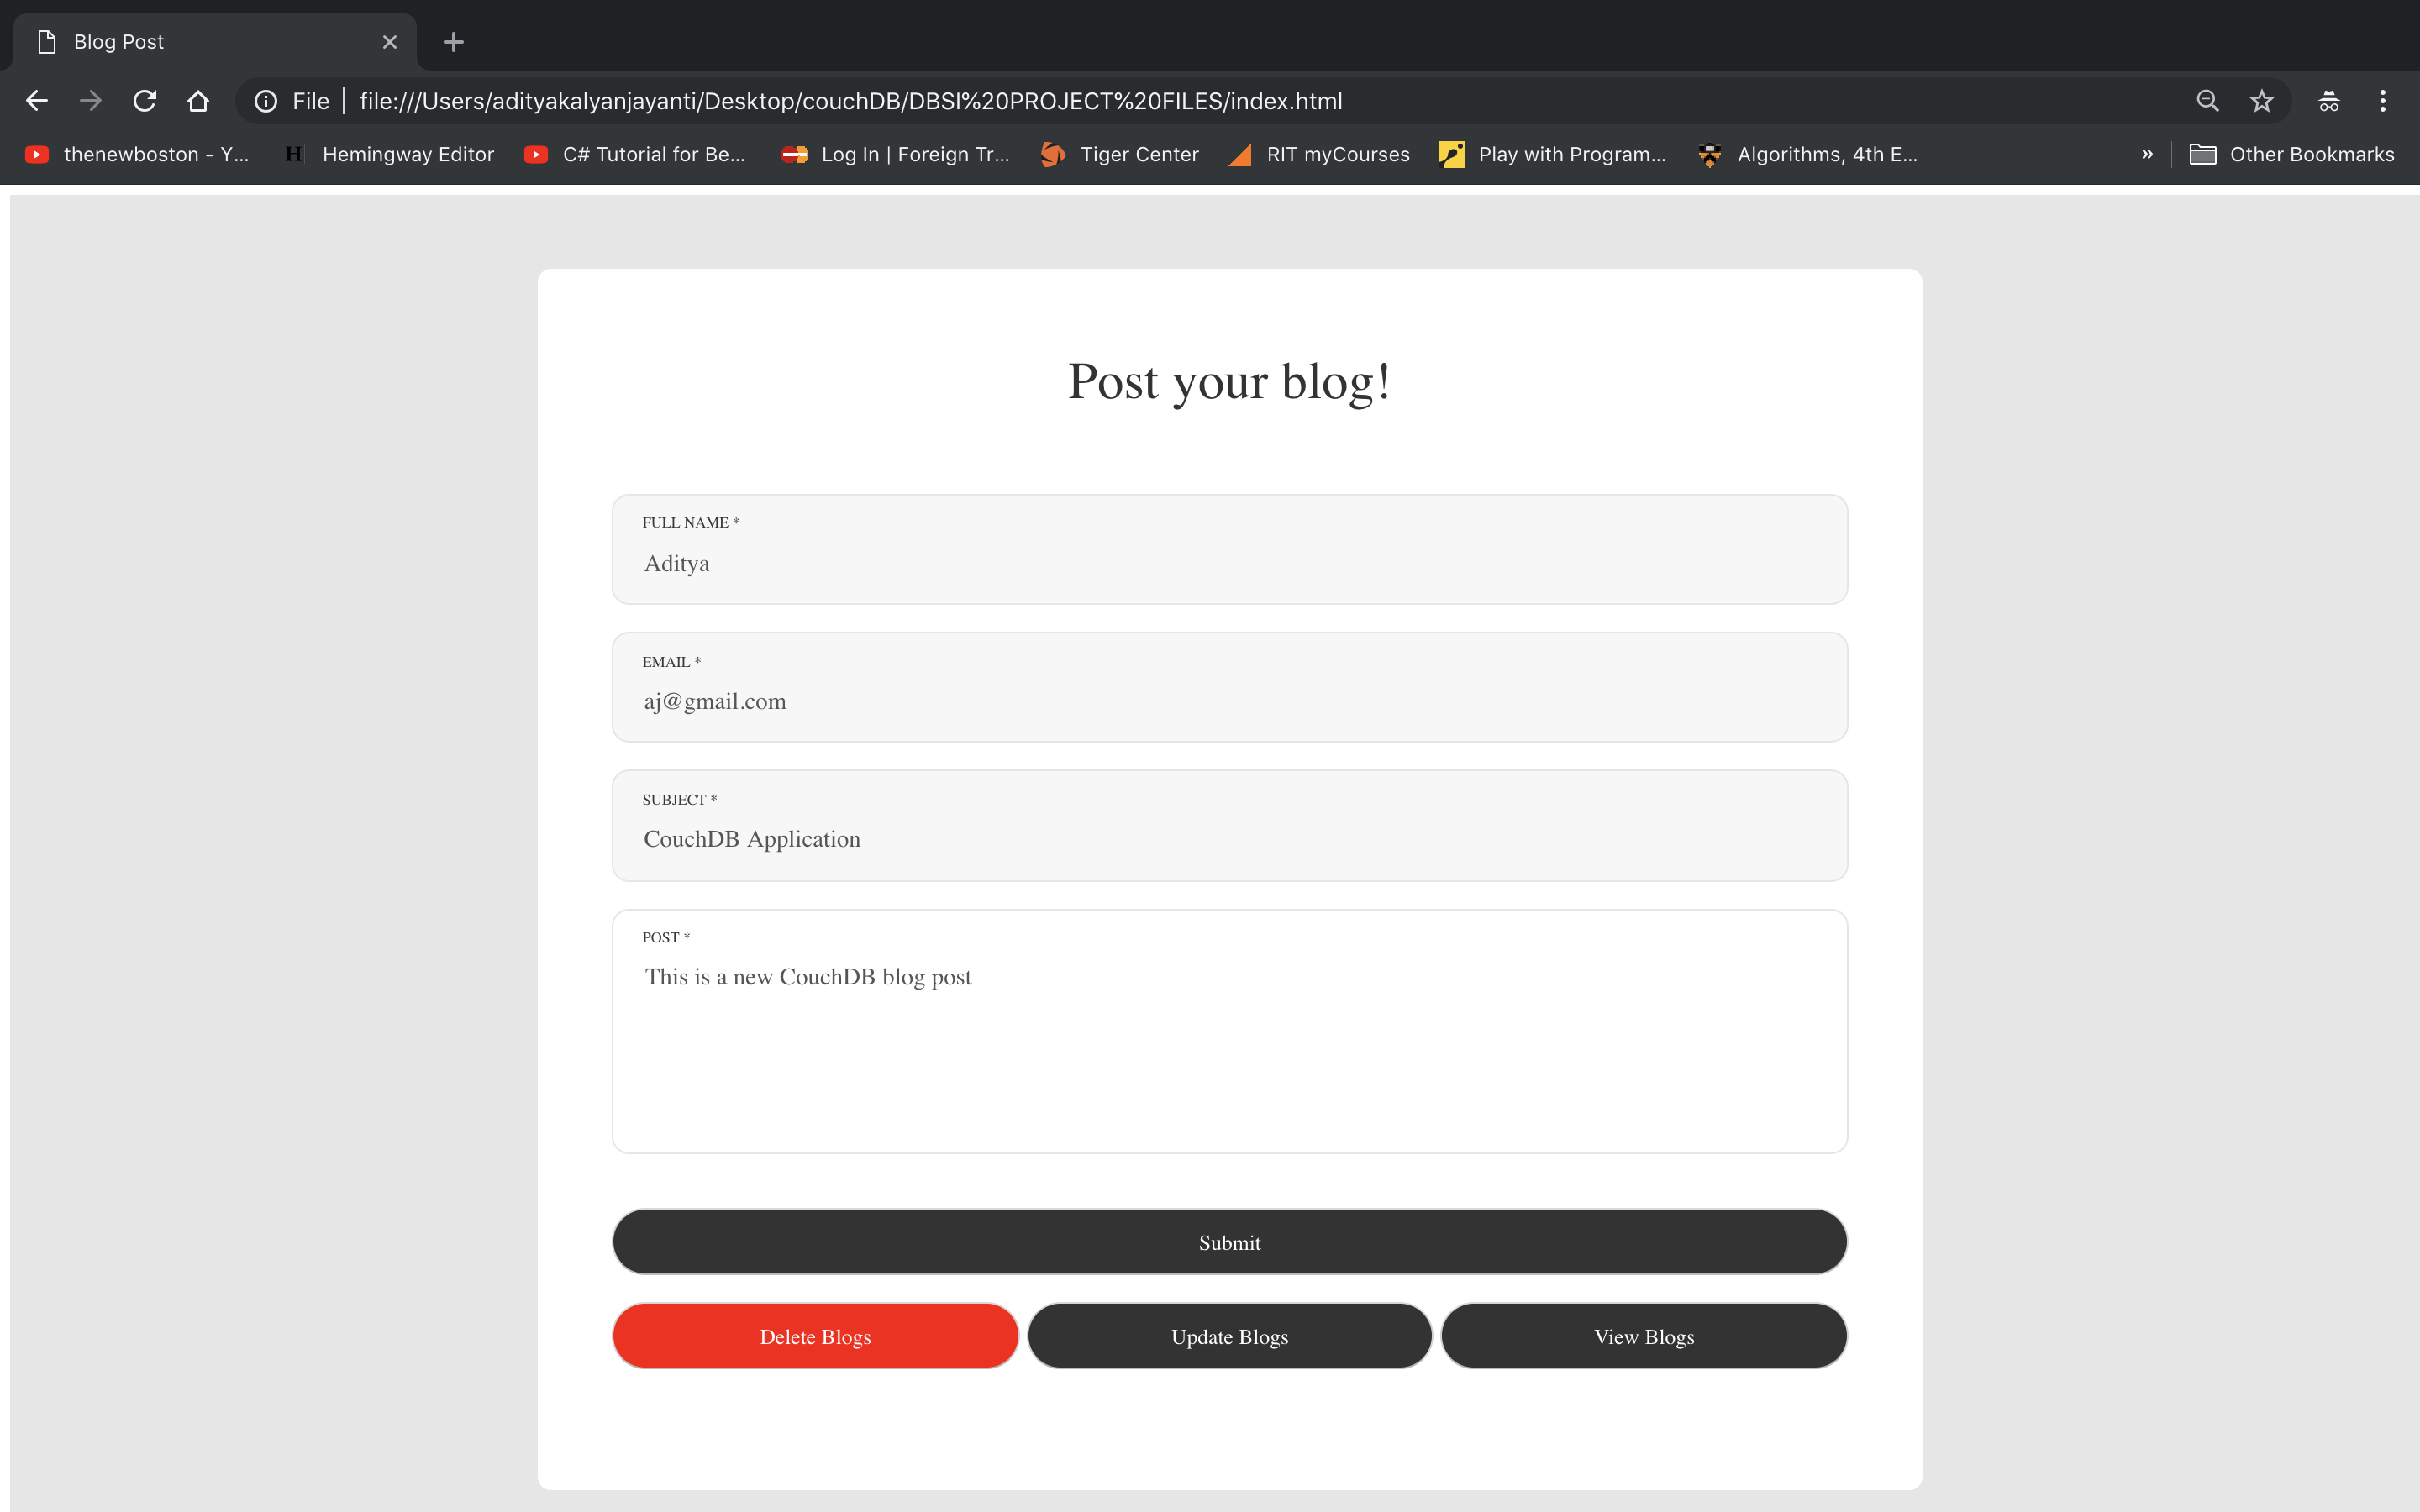 Blog Post
File file:///Users/adityakalyanjayanti/Desktop/couchDB/DBSI%20PROJECT%20FILES/index.html
thenewboston - Y... H Hemingway Editor C# Tutorial for Be... Log In | Foreign Tr... Tiger Center RIT myCourses Play with Program... Algorithms, 4th E... » Other Bookmarks
Post your blog!
FULL NAME *
Aditya
EMAIL *
aj@gmail.com
SUBJECT *
CouchDB Application
POST *
This is a new CouchDB blog post
Submit
Delete Blogs Update Blogs View Blogs